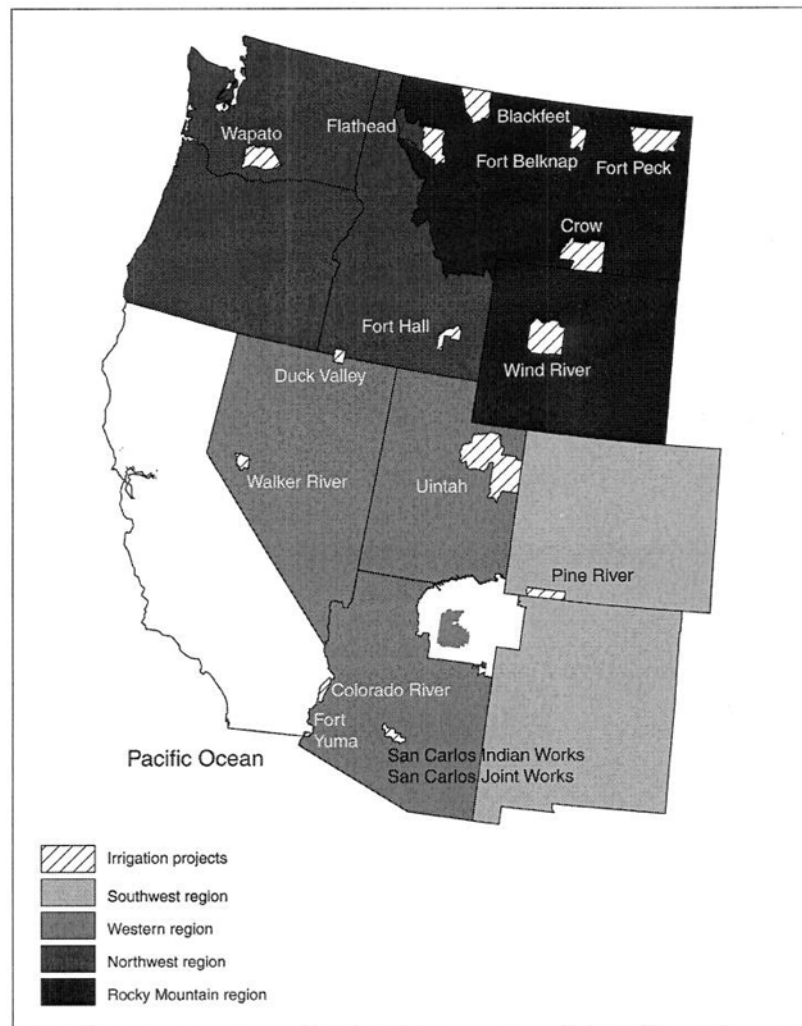 Blackfeet
Flathead
Wapato
Fort Belknap
Fort Peck
Crow
Fort Hall
Wind River
Duck Valley
Walker River
Uintah
Pine River
Colorado River
Fort
Yuma
San Carlos Indian Works
San Carlos Joint Works
Pacific Ocean
Irrigation projects
Southwest region
Western region
Northwest region
Rocky Mountain region